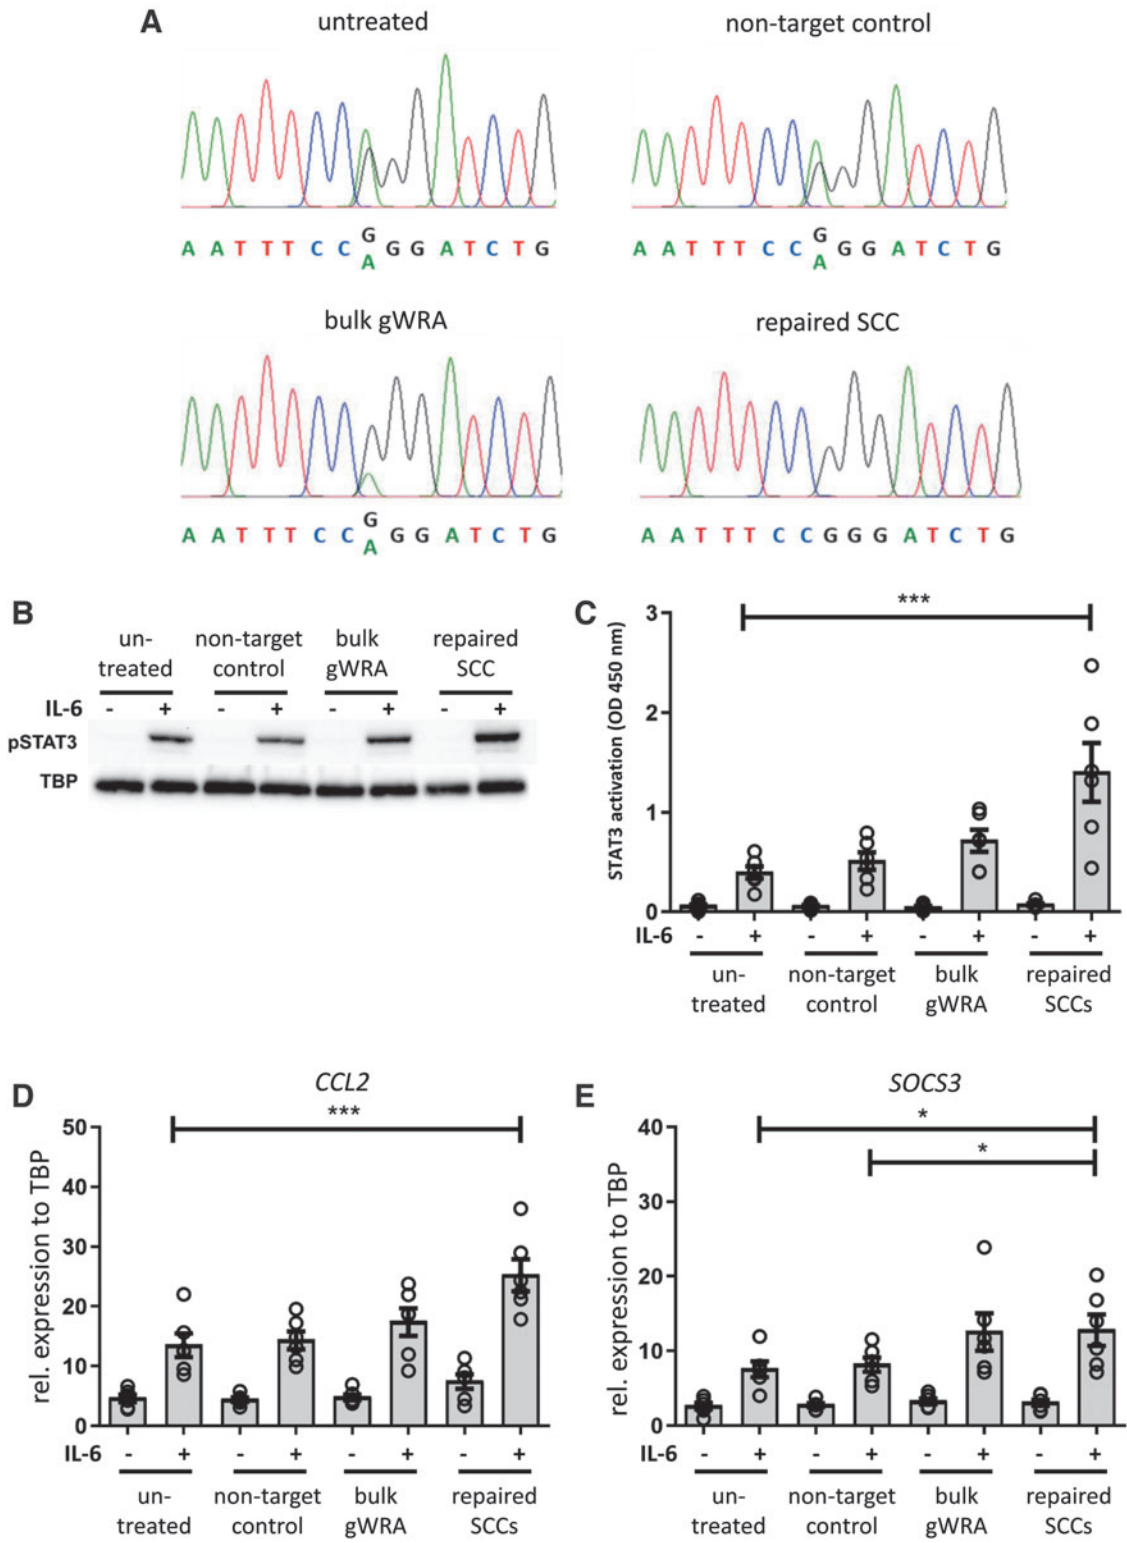 A
untreated
non-target control
A A T T T C C G G G A T C T G
A
A A T T T C C G G G A T C T G
A
bulk gWRA
repaired SCC
A A T T T C C G G G A T C T G
A
A A T T T C C G G G A T C T G
B
un-
treated
non-target
control
bulk
gWRA
repaired
SCC
IL-6 - + - + - + - +
pSTAT3
TBP
C
***
STAT3 activation (OD 450 nm)
3
2
1
0
IL-6 - + - + - + - +
un-
treated
non-target
control
bulk
gWRA
repaired
SCCs
D
CCL2
***
rel. expression to TBP
50
40
30
20
10
0
IL-6 - + - + - + - +
un-
treated
non-target
control
bulk
gWRA
repaired
SCCs
E
SOCS3
*
*
rel. expression to TBP
40
30
20
10
0
IL-6 - + - + - + - +
un-
treated
non-target
control
bulk
gWRA
repaired
SCCs